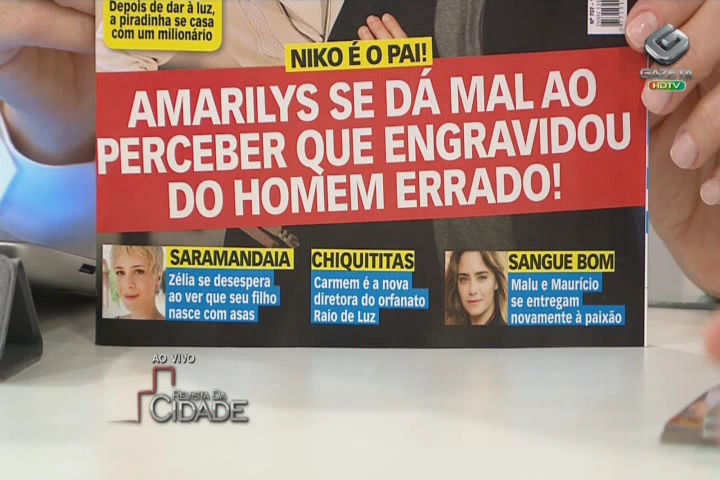 Depois de dar à luz,
a piradinha se casa
com um milionário
NIKO É O PAI!
AMARILYS SE DÁ MAL AO
PERCEBER QUE ENGRAVIDOU
DO HOMEM ERRADO!
SARAMANDAIA
Zélia se desespera
ao ver que seu filho
nasce com asas
CHIQUITITAS
Carmem é a nova
diretora do orfanato
Raio de Luz
SANGUE BOM
Malu e Maurício
se entregam
novamente à paixão
GAZETA
HDTV
AO VIVO
REVISTA DA
CIDADE